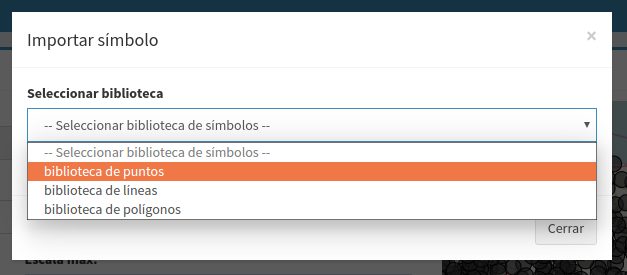 Importar símbolo
×
Seleccionar biblioteca
-- Seleccionar biblioteca de símbolos --
-- Seleccionar biblioteca de símbolos --
biblioteca de puntos
biblioteca de líneas
biblioteca de polígonos
Cerrar
Escala máx.